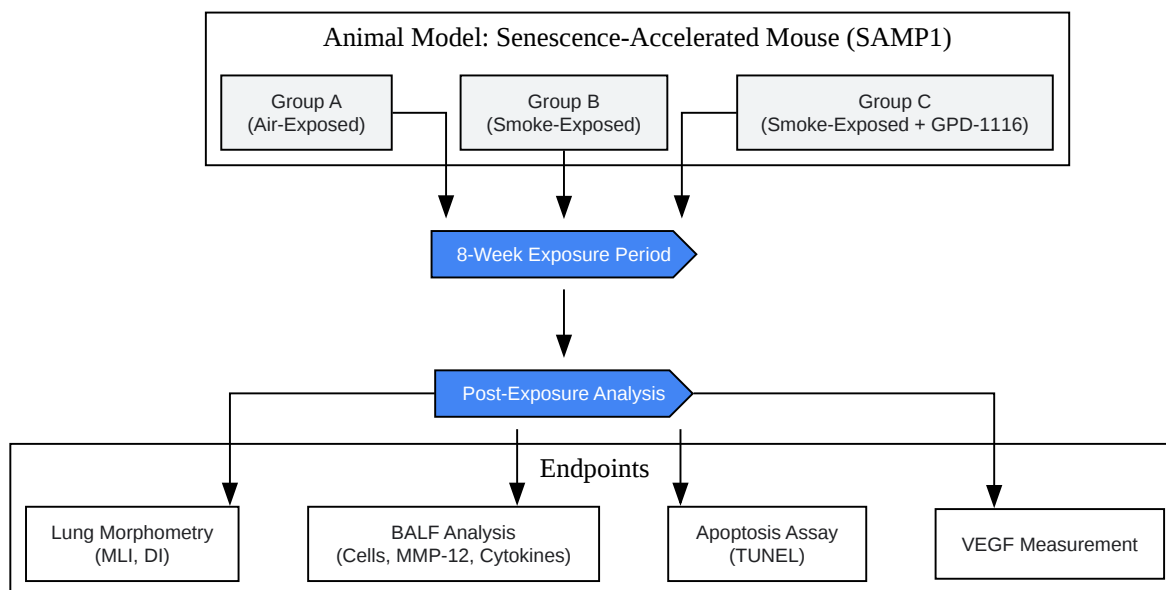 Animal Model: Senescence-Accelerated Mouse (SAMP1)
Group A
(Air-Exposed)
Group B
(Smoke-Exposed)
Group C
(Smoke-Exposed + GPD-1116)
8-Week Exposure Period
Post-Exposure Analysis
Endpoints
Lung Morphometry
(MLI, DI)
BALF Analysis
(Cells, MMP-12, Cytokines)
Apoptosis Assay
(TUNEL)
VEGF Measurement